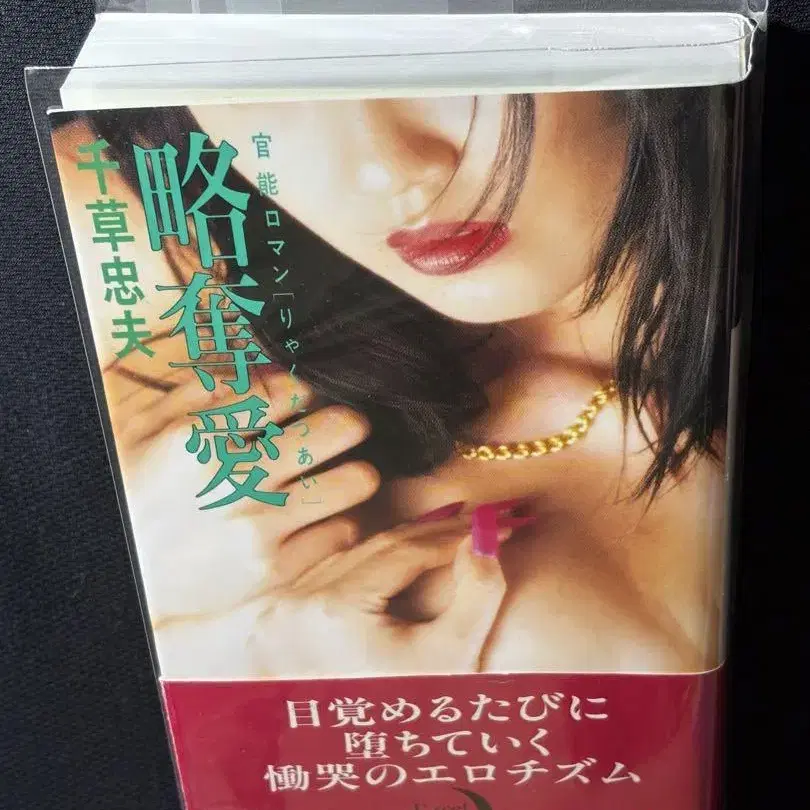 官能ロマン[りゃくだつあい]
略奪愛
千草忠夫
目覚めるたびに
堕ちていく
慟哭のエロチズム